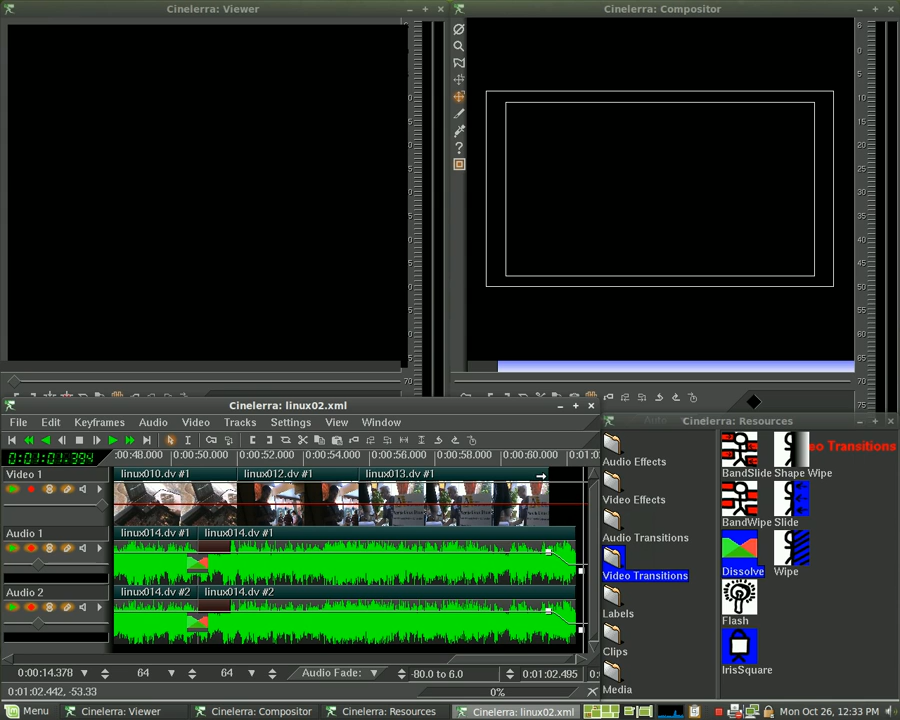 Cinelerra: Viewer
Cinelerra: Compositor
Cinelerra: linux02.xml
File Edit Keyframes Audio Video Tracks Settings View Window
0:01:01.394
:00:48.000 0:00:50.000 0:00:52.000 0:00:54.000 0:00:56.000 0:00:58.000 0:00:60.000 0:01:0
Video 1
linux010.dv #1 linux012.dv #1 linux013.dv #1
Audio 1
linux014.dv #1 linux014.dv #1
Audio 2
linux014.dv #2 linux014.dv #2
0:00:14.378 64 64 Audio Fade: -80.0 to 6.0 0:01:02.495
0:01:02.442, -53.33 0%
Cinelerra: Resources
Audio Effects
Video Effects
Audio Transitions
Video Transitions
Labels
Clips
Media
eo Transitions
BandSlide Shape Wipe
BandWipe Slide
Dissolve Wipe
Flash
IrisSquare
Menu Cinelerra: Viewer Cinelerra: Compositor Cinelerra: Resources Cinelerra: linux02.xml Mon Oct 26, 12:33 PM